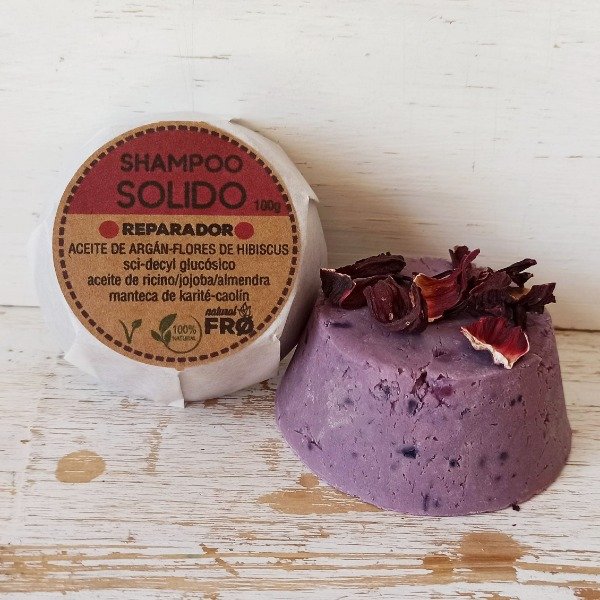 SHAMPOO
SOLIDO 100g
REPARADOR
ACEITE DE ARGÁN-FLORES DE HIBISCUS
sci-decyl glucósico
aceite de ricino/jojoba/almendra
manteca de karité-caolín
natural
V 100% FRØ
NATURAL